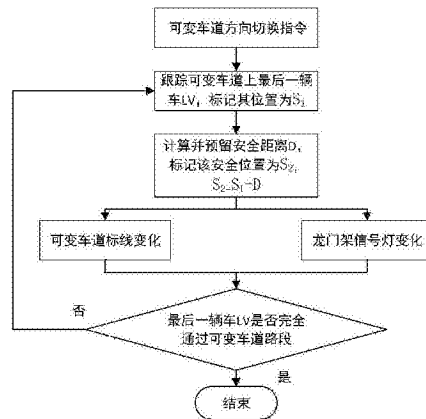 可变车道方向切换指令
跟踪可变车道上最后一辆
车LV，标记其位置为S₁
计算并预留安全距离D，
标记该安全位置为S₂，
S₂=S₁-D
可变车道标线变化
龙门架信号灯变化
否
最后一辆车LV是否完全
通过可变车道路段
是
结束